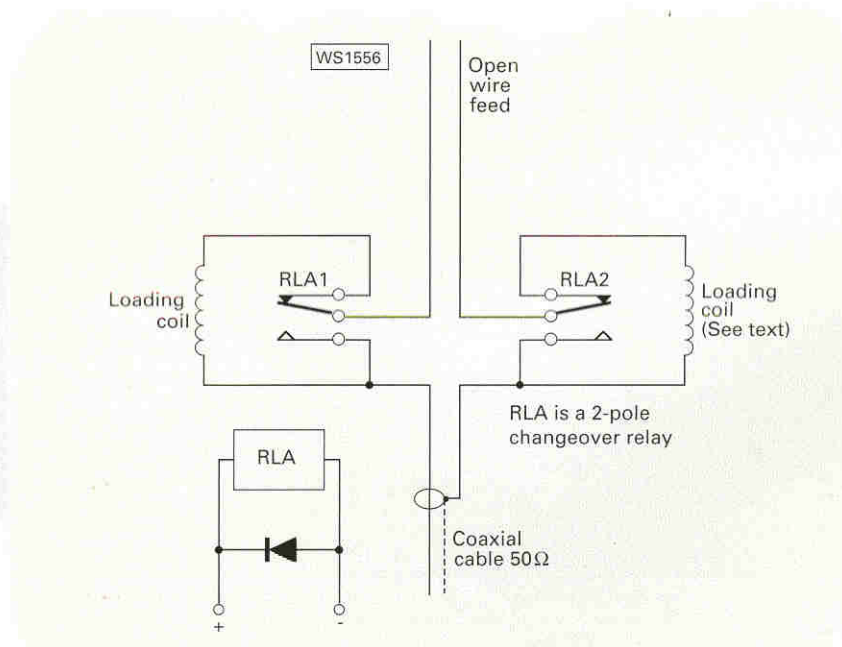 WS1556
Open
wire
feed
RLA1
RLA2
Loading
coil
Loading
coil
(See text)
RLA is a 2-pole
changeover relay
RLA
Coaxial
cable 50Ω
+
-